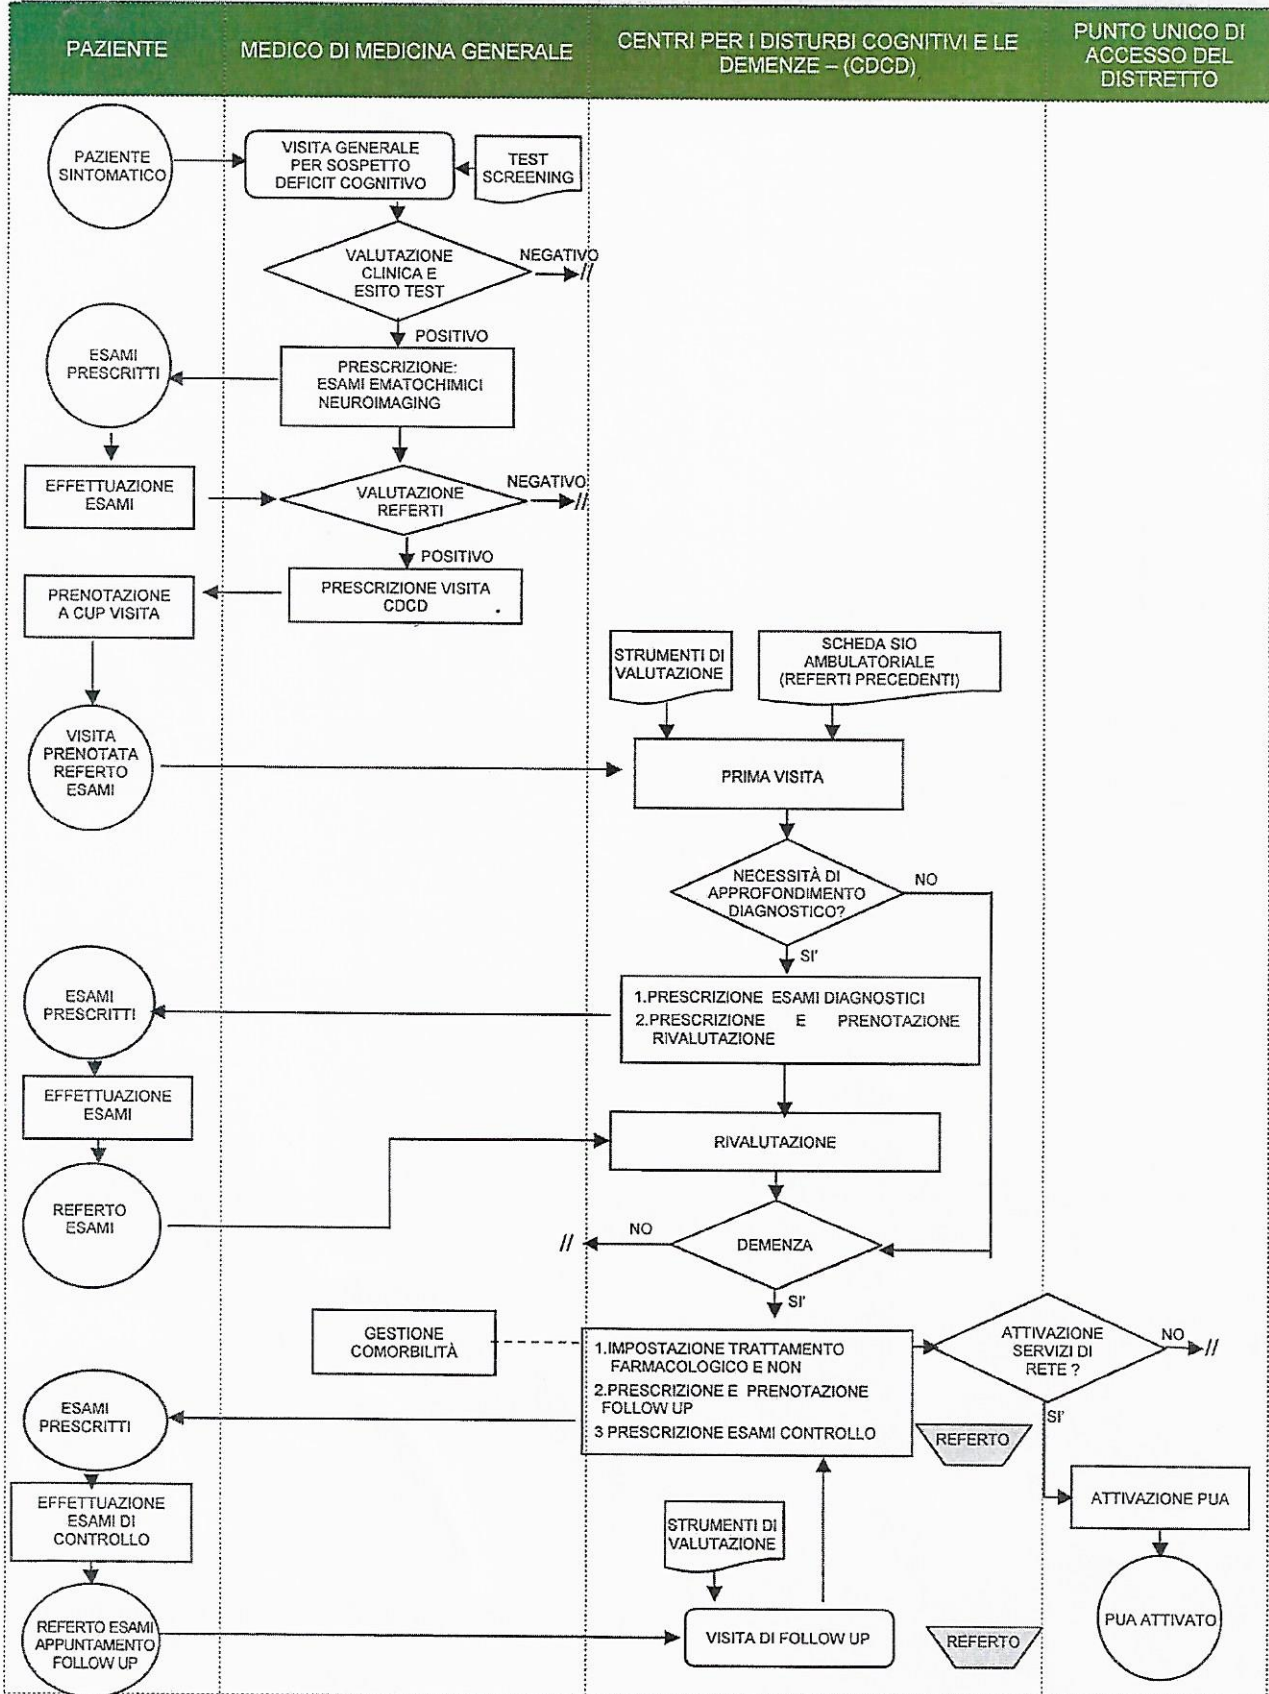 PAZIENTE
MEDICO DI MEDICINA GENERALE
CENTRI PER I DISTURBI COGNITIVI E LE
DEMENZE – (CDCD)
PUNTO UNICO DI
ACCESSO DEL
DISTRETTO
PAZIENTE
SINTOMATICO
VISITA GENERALE
PER SOSPETTO
DEFICIT COGNITIVO
TEST
SCREENING
VALUTAZIONE
CLINICA E
ESITO TEST
NEGATIVO
//
POSITIVO
ESAMI
PRESCRITTI
PRESCRIZIONE:
ESAMI EMATOCHIMICI
NEUROIMAGING
EFFETTUAZIONE
ESAMI
VALUTAZIONE
REFERTI
NEGATIVO
//
POSITIVO
PRENOTAZIONE
A CUP VISITA
PRESCRIZIONE VISITA
CDCD
STRUMENTI DI
VALUTAZIONE
SCHEDA SIO
AMBULATORIALE
(REFERTI PRECEDENTI)
VISITA
PRENOTATA
REFERTO
ESAMI
PRIMA VISITA
NECESSITÀ DI
APPROFONDIMENTO
DIAGNOSTICO?
NO
SI'
ESAMI
PRESCRITTI
1.PRESCRIZIONE ESAMI DIAGNOSTICI
2.PRESCRIZIONE E PRENOTAZIONE
RIVALUTAZIONE
EFFETTUAZIONE
ESAMI
RIVALUTAZIONE
REFERTO
ESAMI
DEMENZA
NO
//
SI'
GESTIONE
COMORBILITÀ
1.IMPOSTAZIONE TRATTAMENTO
FARMACOLOGICO E NON
2.PRESCRIZIONE E PRENOTAZIONE
FOLLOW UP
3 PRESCRIZIONE ESAMI CONTROLLO
ATTIVAZIONE
SERVIZI DI
RETE ?
NO
//
SI'
ESAMI
PRESCRITTI
REFERTO
EFFETTUAZIONE
ESAMI DI
CONTROLLO
STRUMENTI DI
VALUTAZIONE
ATTIVAZIONE PUA
REFERTO ESAMI
APPUNTAMENTO
FOLLOW UP
VISITA DI FOLLOW UP
REFERTO
PUA ATTIVATO